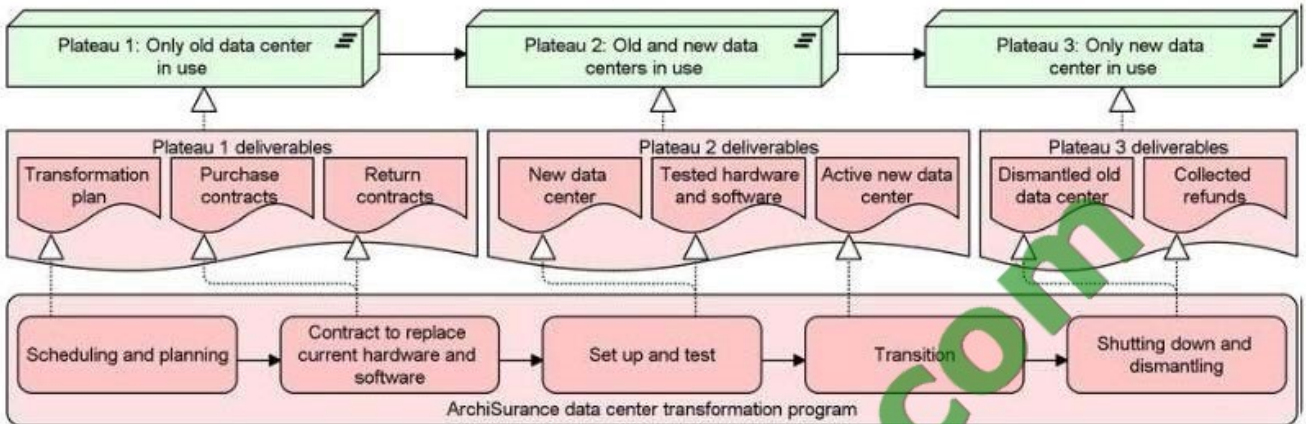 Plateau 1: Only old data center
in use
Plateau 2: Old and new data
centers in use
Plateau 3: Only new data
center in use
Plateau 1 deliverables
Transformation
plan
Purchase
contracts
Return
contracts
Plateau 2 deliverables
New data
center
Tested hardware
and software
Active new data
center
Plateau 3 deliverables
Dismantled old
data center
Collected
refunds
Scheduling and planning
Contract to replace
current hardware and
software
Set up and test
Transition
Shutting down and
dismantling
ArchiSurance data center transformation program
com